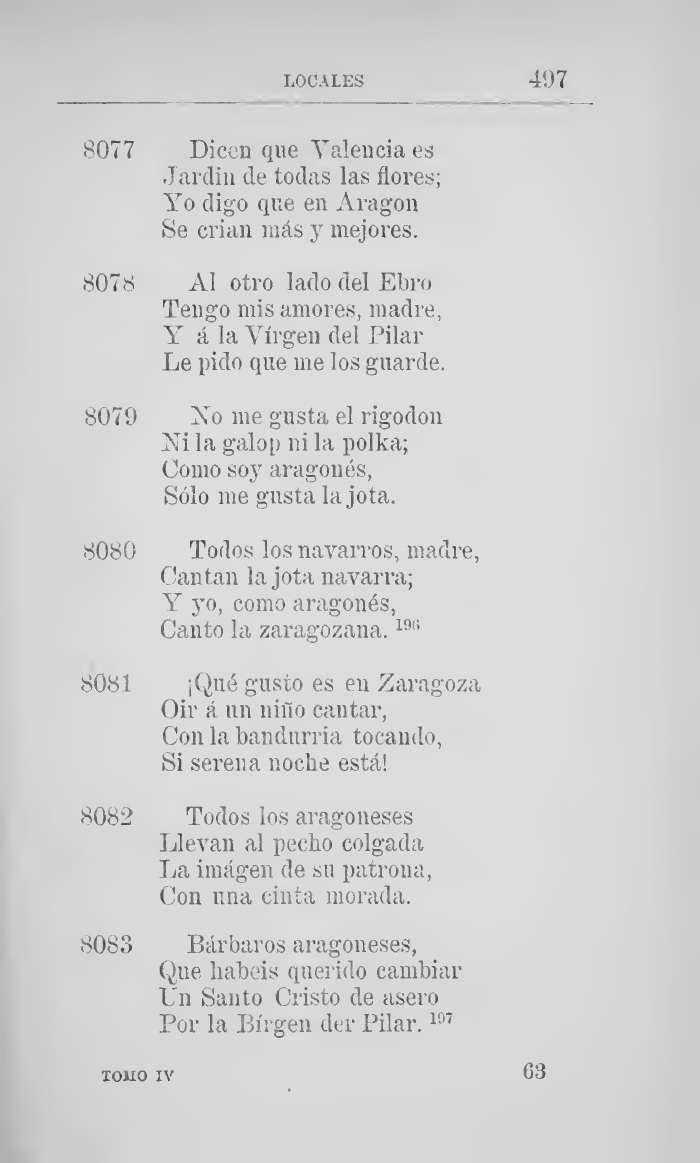 LOCALES 497
8077 Dicen que Valencia es
Jardin de todas las flores;
Yo digo que en Aragon
Se crian más y mejores.
8078 Al otro lado del Ebro
Tengo mis amores, madre,
Y á la Vírgen del Pilar
Le pido que me los guarde.
8079 No me gusta el rigodon
Ni la galop ni la polka;
Como soy aragonés,
Sólo me gusta la jota.
8080 Todos los navarros, madre,
Cantan la jota navarra;
Y yo, como aragonés,
Canto la zaragozana. 196
8081 ¡Qué gusto es en Zaragoza
Oir á un niño cantar,
Con la bandurria tocando,
Si serena noche está!
8082 Todos los aragoneses
Llevan al pecho colgada
La imágen de su patrona,
Con una cinta morada.
8083 Bárbaros aragoneses,
Que habeis querido cambiar
Un Santo Cristo de asero
Por la Bírgen der Pilar. 197
TOMO IV 63